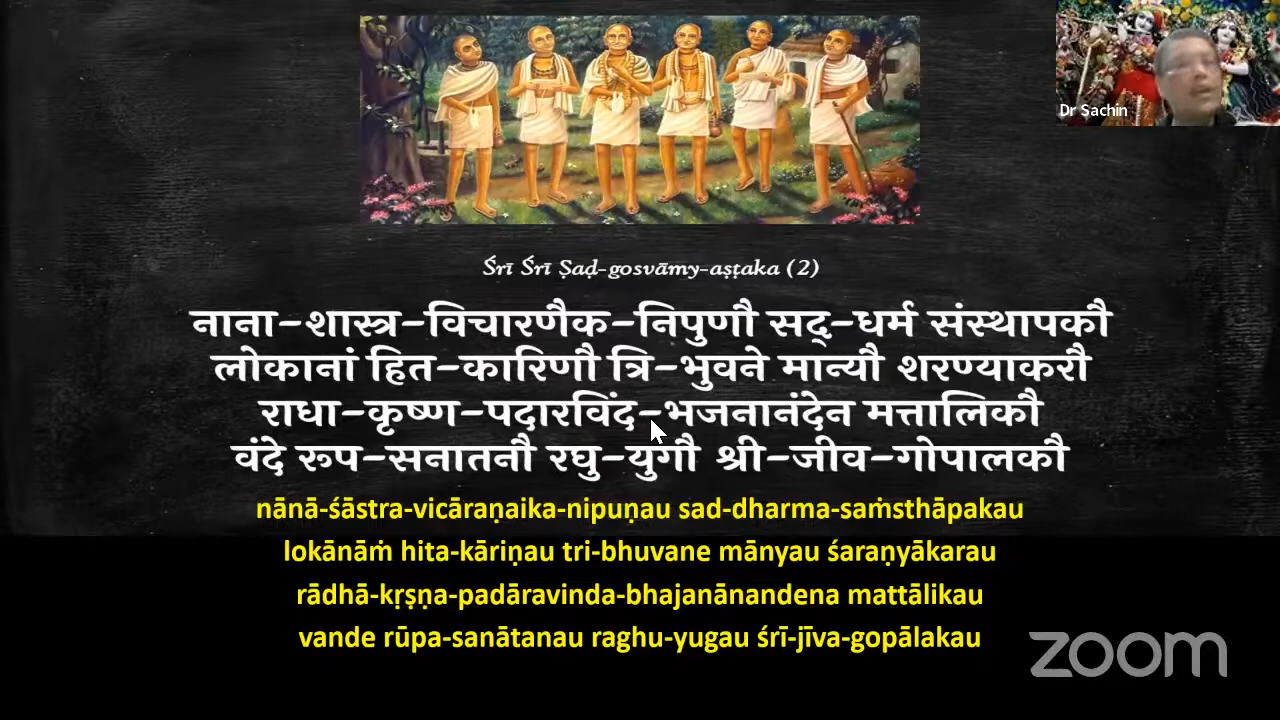 Dr Sachin
Śrī Śrī Ṣaḍ-gosvāmy-aṣṭaka (2)
नाना-शास्त्र-विचारणैक-निपुणौ सद्-धर्म संस्थापकौ
लोकानां हित-कारिणौ त्रि-भुवने मान्यौ शरण्याकरौ
राधा-कृष्ण-पदारविंद-भजनानंदेन मत्तालिकौ
वंदे रूप-सनातनौ रघु-युगौ श्री-जीव-गोपालकौ
nānā-śāstra-vicāraṇaika-nipuṇau sad-dharma-saṁsthāpakau
lokānāṁ hita-kāriṇau tri-bhuvane mānyau śaraṇyākarau
rādhā-kṛṣṇa-padāravinda-bhajanānandena mattālikau
vande rūpa-sanātanau raghu-yugau śrī-jīva-gopālakau
zoom